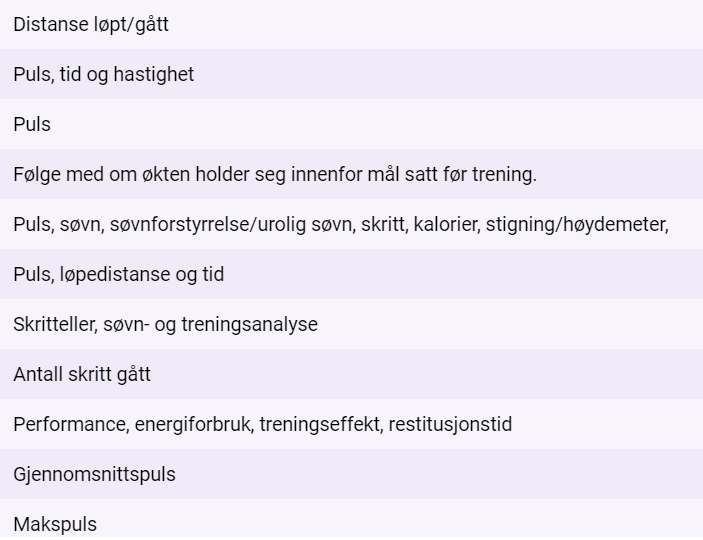 Distanse løpt/gått
Puls, tid og hastighet
Puls
Følge med om økten holder seg innenfor mål satt før trening.
Puls, søvn, søvnforstyrrelse/urolig søvn, skritt, kalorier, stigning/høydemeter,
Puls, løpedistanse og tid
Skritteller, søvn- og treningsanalyse
Antall skritt gått
Performance, energiforbruk, treningseffekt, restitusjonstid
Gjennomsnittspuls
Makspuls